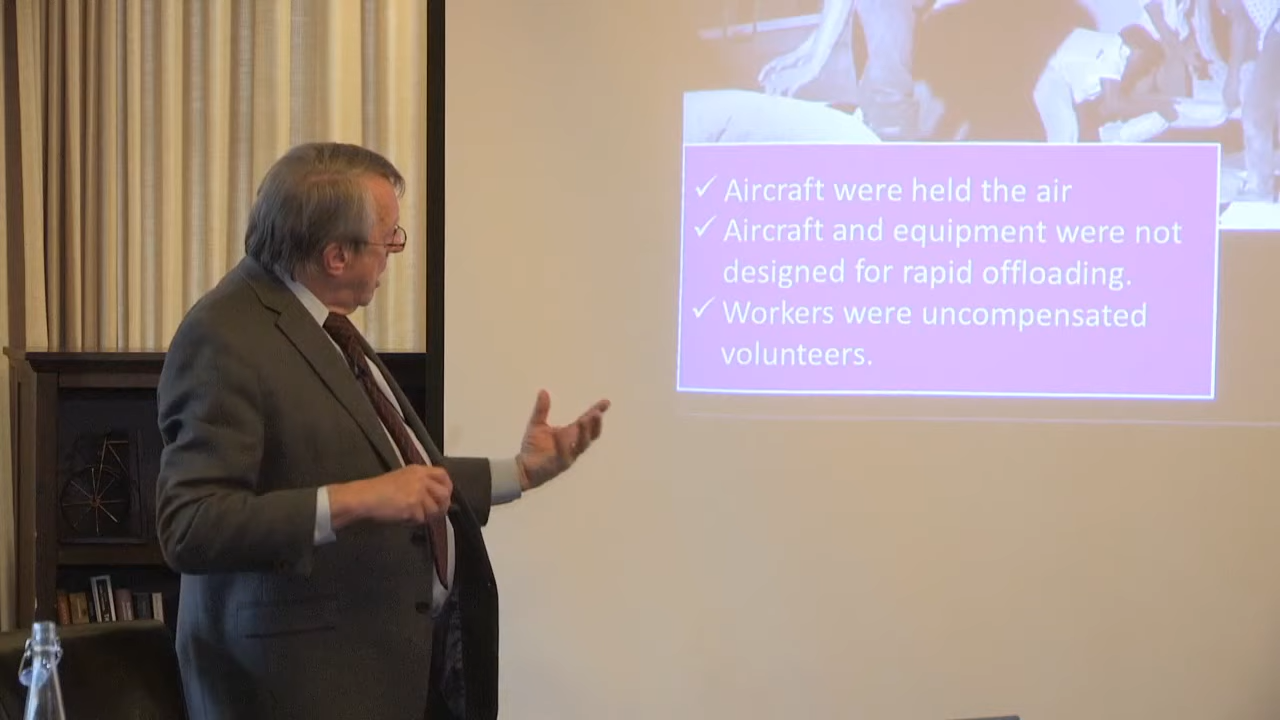 ✓ Aircraft were held the air
✓ Aircraft and equipment were not
designed for rapid offloading.
✓ Workers were uncompensated
volunteers.